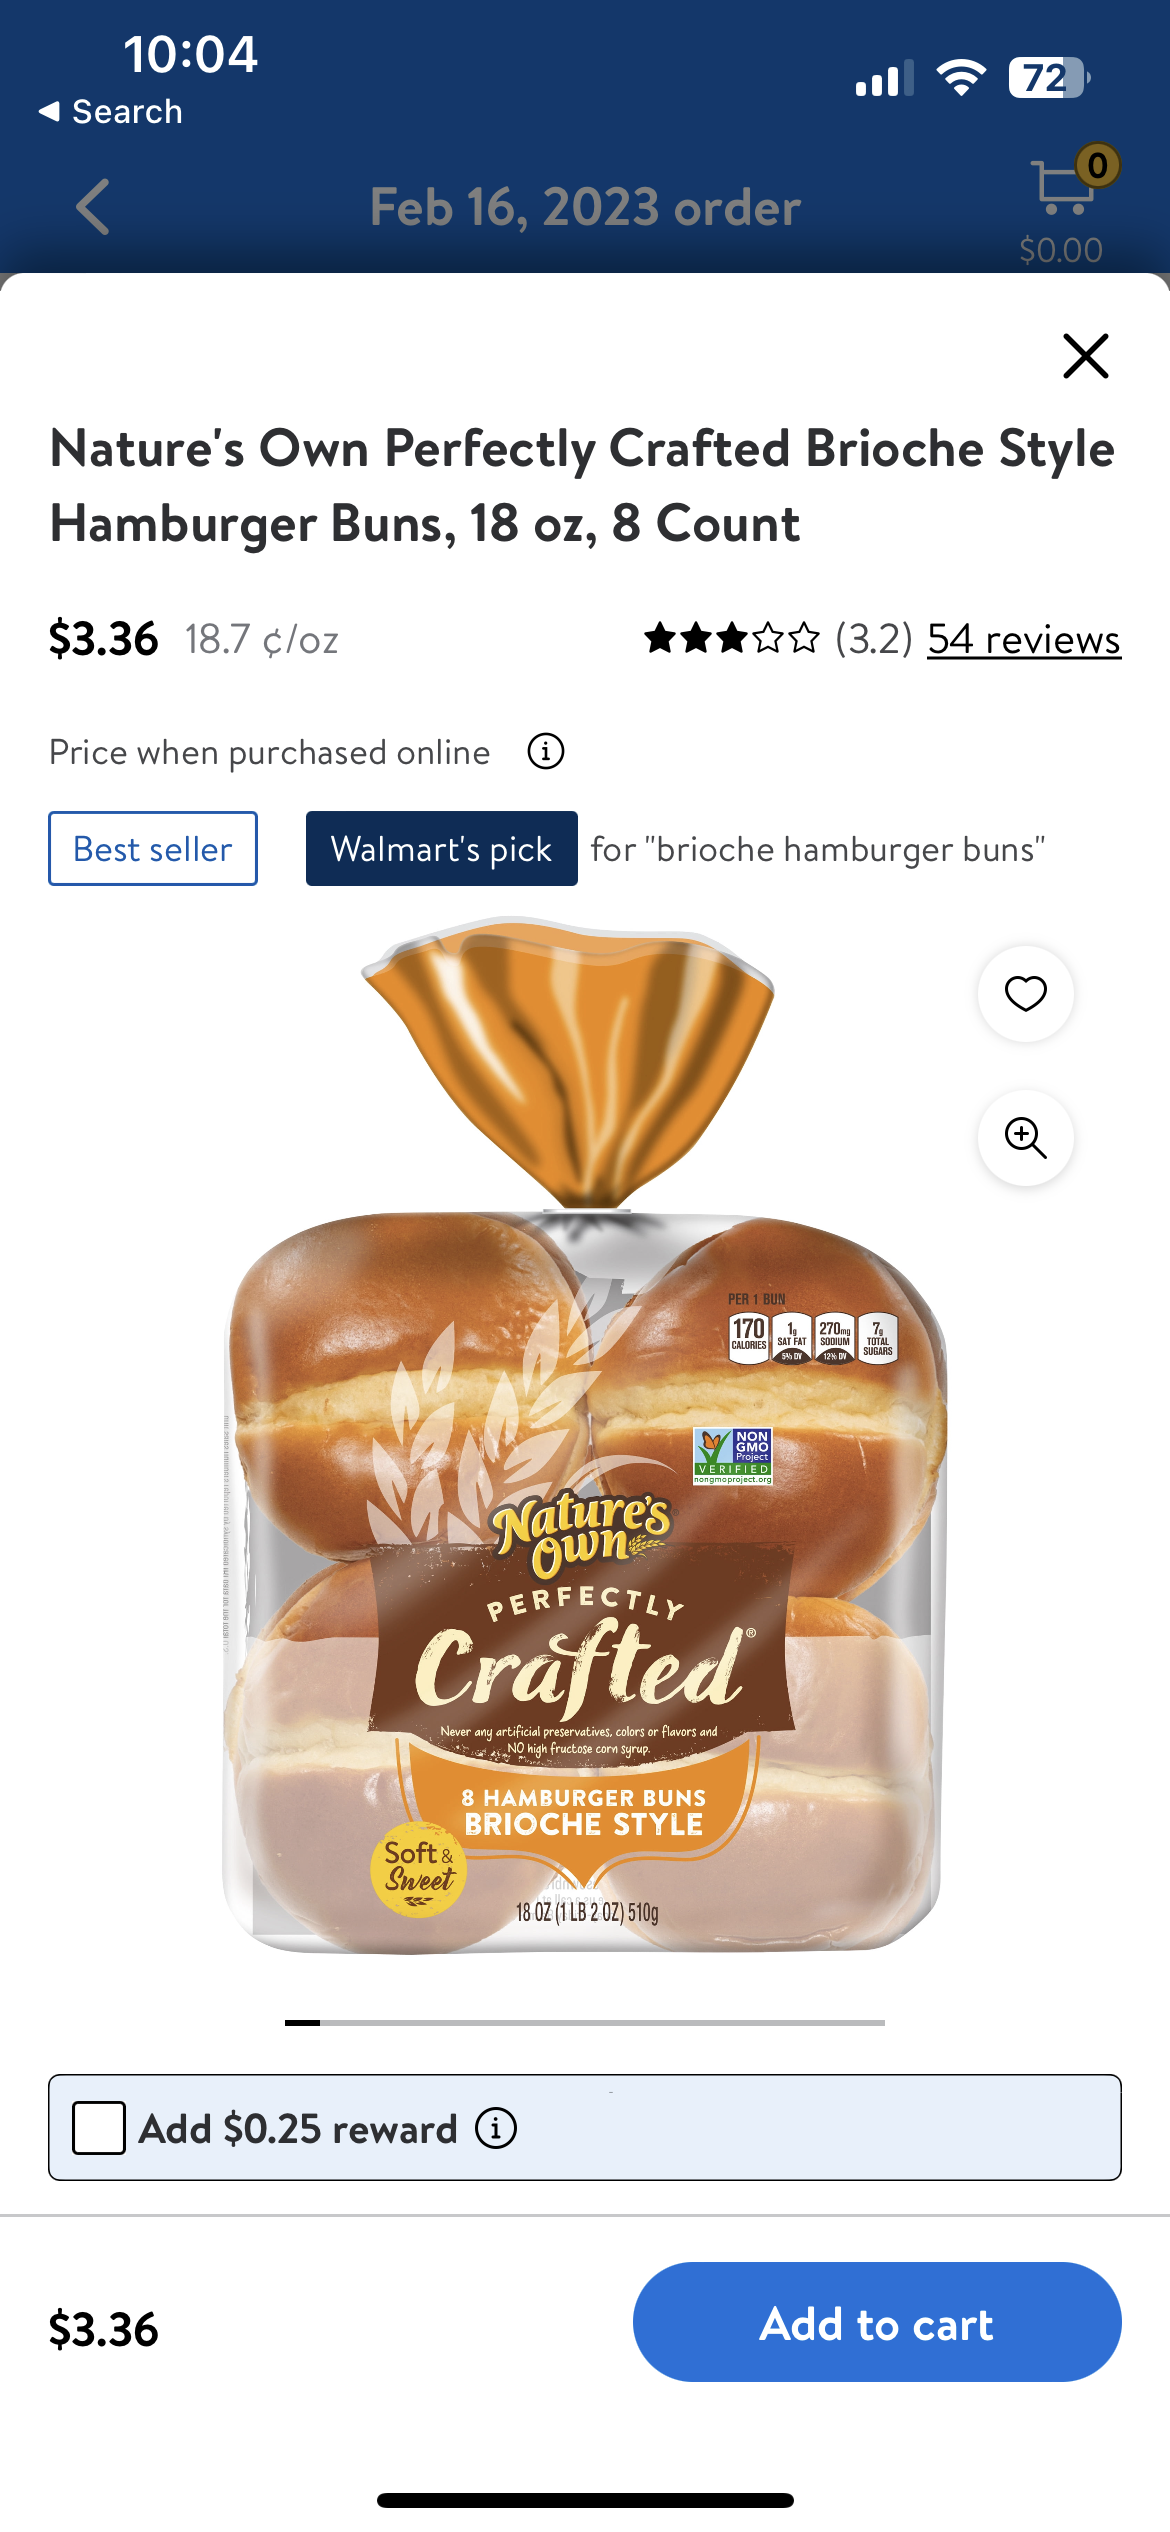 10:04
72
Search
Feb 16, 2023 order
0
$0.00
Nature's Own Perfectly Crafted Brioche Style
Hamburger Buns, 18 oz, 8 Count
$3.36 18.7 ¢/oz (3.2) 54 reviews
Price when purchased online
Best seller Walmart's pick for "brioche hamburger buns"
PER 1 BUN
170 CALORIES
1g SAT FAT 5% DV
270mg SODIUM 12% DV
7g TOTAL SUGARS
NON
GMO
Project
VERIFIED
nongmoproject.org
Nature's
Own
PERFECTLY
Crafted®
Never any artificial preservatives, colors or flavors and
NO high fructose corn syrup.
8 HAMBURGER BUNS
BRIOCHE STYLE
Soft &
Sweet
18 OZ (1 LB 2 OZ) 510g
Add $0.25 reward
$3.36 Add to cart